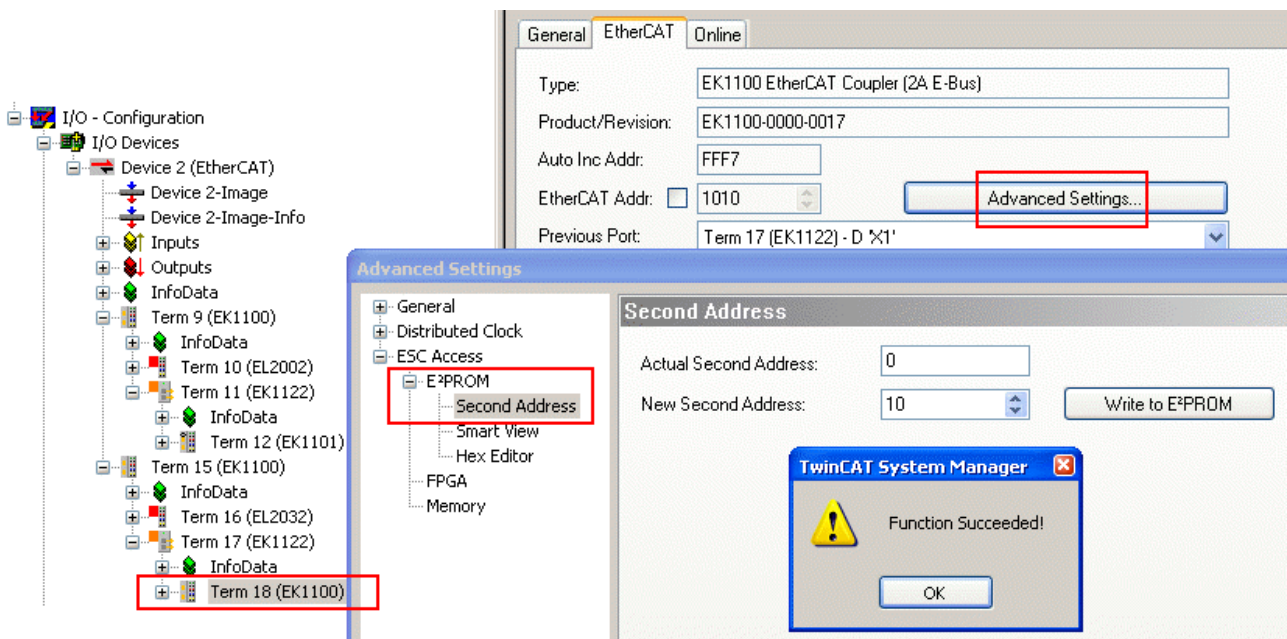 I/O - Configuration
I/O Devices
Device 2 (EtherCAT)
Device 2-Image
Device 2-Image-Info
Inputs
Outputs
InfoData
Term 9 (EK1100)
InfoData
Term 10 (EL2002)
Term 11 (EK1122)
InfoData
Term 12 (EK1101)
Term 15 (EK1100)
InfoData
Term 16 (EL2032)
Term 17 (EK1122)
InfoData
Term 18 (EK1100)
General EtherCAT Online
Type: EK1100 EtherCAT Coupler (2A E-Bus)
Product/Revision: EK1100-0000-0017
Auto Inc Addr: FFF7
EtherCAT Addr: 1010 Advanced Settings...
Previous Port: Term 17 (EK1122) - D 'X1'
Advanced Settings
General
Distributed Clock
ESC Access
E²PROM
Second Address
Smart View
Hex Editor
FPGA
Memory
Second Address
Actual Second Address: 0
New Second Address: 10 Write to E²PROM
TwinCAT System Manager
Function Succeeded!
OK